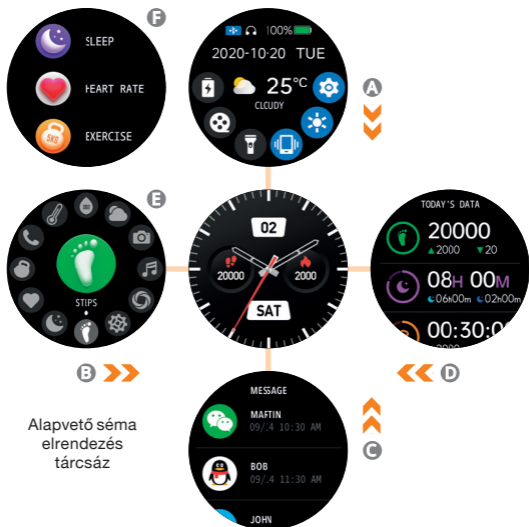 F
SLEEP
HEART RATE
5KG
EXERCISE
100%
2020-10-20 TUE
25°C
CLOUDY
A
E
STIPS
02
20000
2000
SAT
TODAY'S DATA
20000
▲2000 ▼20
08H 00M
06h00m 02h00m
00:30:0
B
D
MESSAGE
MAFTIN
09/.4 10:30 AM
BOB
09/.4 11:30 AM
JOHN
C
Alapvető séma
elrendezés
tárcsáz